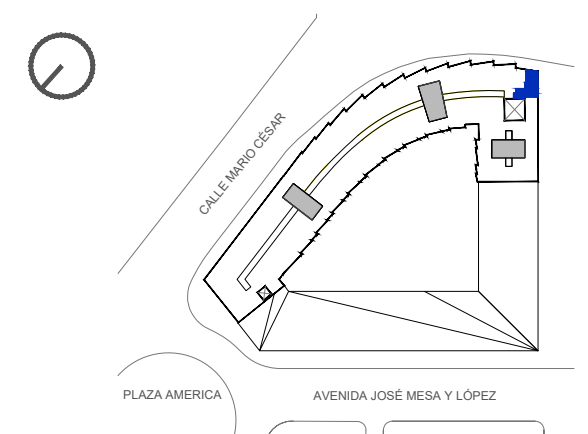 CALLE MARIO CÉSAR
PLAZA AMERICA
AVENIDA JOSÉ MESA Y LÓPEZ